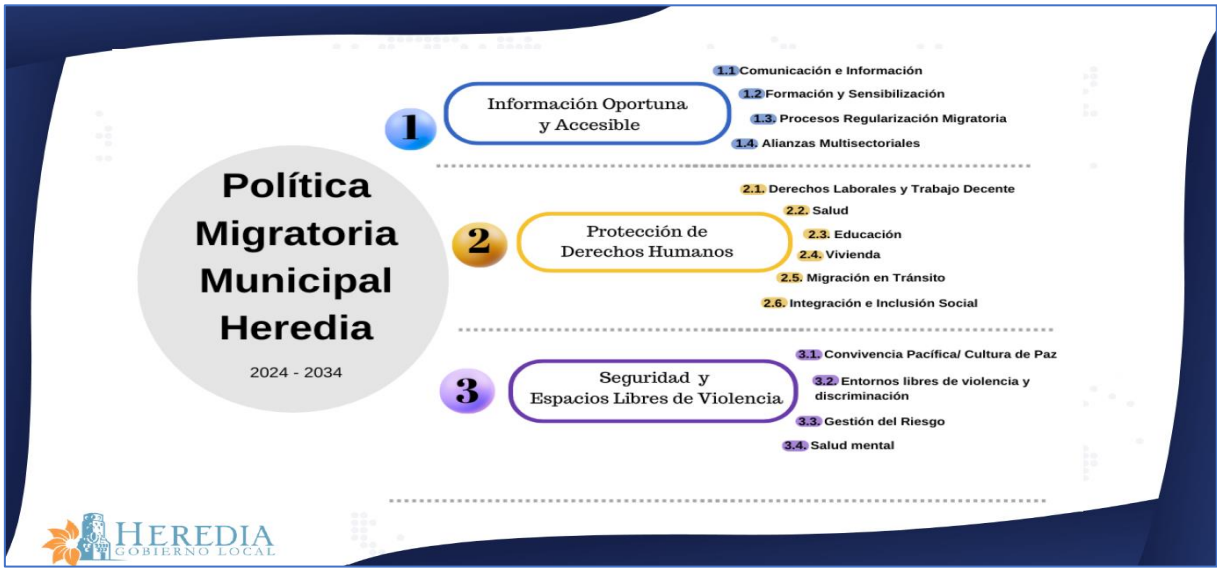 Política
Migratoria
Municipal
Heredia
2024 - 2034
1
Información Oportuna
y Accesible
1.1 Comunicación e Información
1.2 Formación y Sensibilización
1.3. Procesos Regularización Migratoria
1.4. Alianzas Multisectoriales
2
Protección de
Derechos Humanos
2.1. Derechos Laborales y Trabajo Decente
2.2. Salud
2.3. Educación
2.4. Vivienda
2.5. Migración en Tránsito
2.6. Integración e Inclusión Social
3
Seguridad y
Espacios Libres de Violencia
3.1. Convivencia Pacífica/ Cultura de Paz
3.2. Entornos libres de violencia y
discriminación
3.3. Gestión del Riesgo
3.4. Salud mental
HEREDIA
GOBIERNO LOCAL